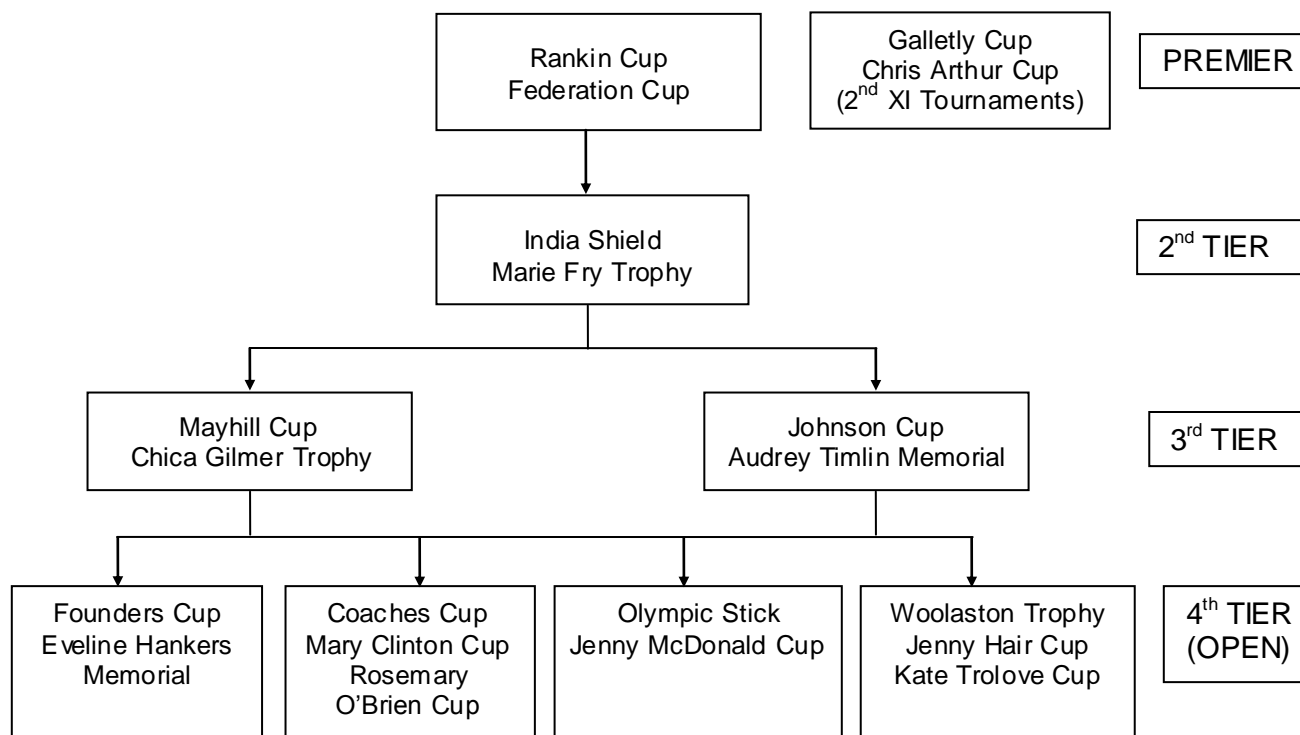 Rankin Cup
Federation Cup
Galletly Cup
Chris Arthur Cup
(2nd XI Tournaments)
PREMIER
India Shield
Marie Fry Trophy
2nd TIER
Mayhill Cup
Chica Gilmer Trophy
Johnson Cup
Audrey Timlin Memorial
3rd TIER
Founders Cup
Eveline Hankers
Memorial
Coaches Cup
Mary Clinton Cup
Rosemary
O'Brien Cup
Olympic Stick
Jenny McDonald Cup
Woolaston Trophy
Jenny Hair Cup
Kate Trolove Cup
4th TIER
(OPEN)